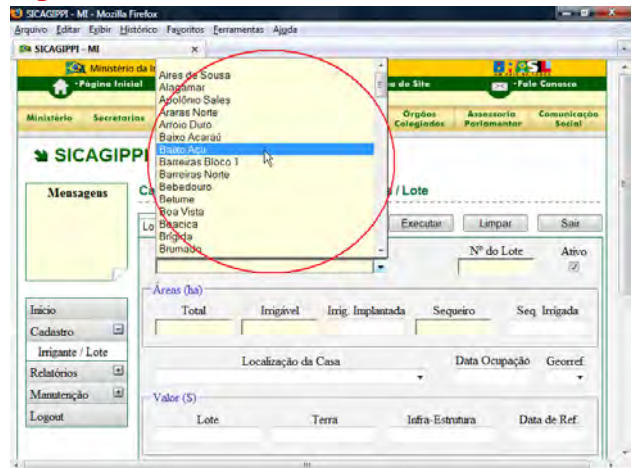 SICAGIPPI - MI - Mozilla Firefox
Arquivo Editar Exibir Histórico Favoritos Ferramentas Ajuda
SICAGIPPI - MI x
Ministério da
Página Inicial do Site Fale Conosco
Ministério Secretarias Órgãos Colegiados Assessoria Parlamentar Comunicação Social
SICAGIPPI
Aires de Sousa
Alagamar
Apolônio Sales
Araras Norte
Arroio Duro
Baixo Acaraú
Baixo Açu
Barreiras Bloco 1
Barreiras Norte
Bebedouro
Betume
Boa Vista
Boacica
Brígida
Brumado
Mensagens
Ca / Lote
Lo Executar Limpar Sair
Nº do Lote Ativo
Áreas (ha)
Total Irrigável Irrig. Implantada Sequeiro Seq. Irrigada
Localização da Casa Data Ocupação Georref.
Valor ($)
Lote Terra Infra-Estrutura Data de Ref.
Início
Cadastro
Irrigante / Lote
Relatórios
Manutenção
Logout